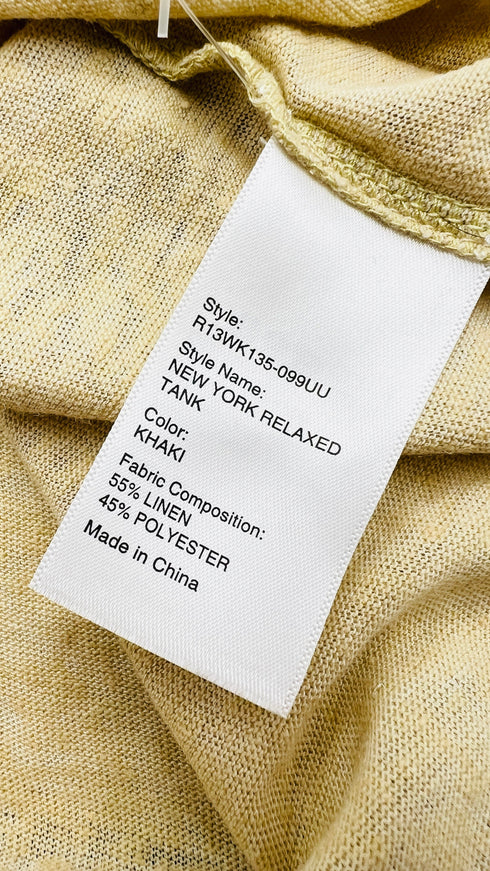 Style:
R13WK135-099UU
Style Name:
NEW YORK RELAXED
TANK
Color:
KHAKI
Fabric Composition:
55% LINEN
45% POLYESTER
Made in China